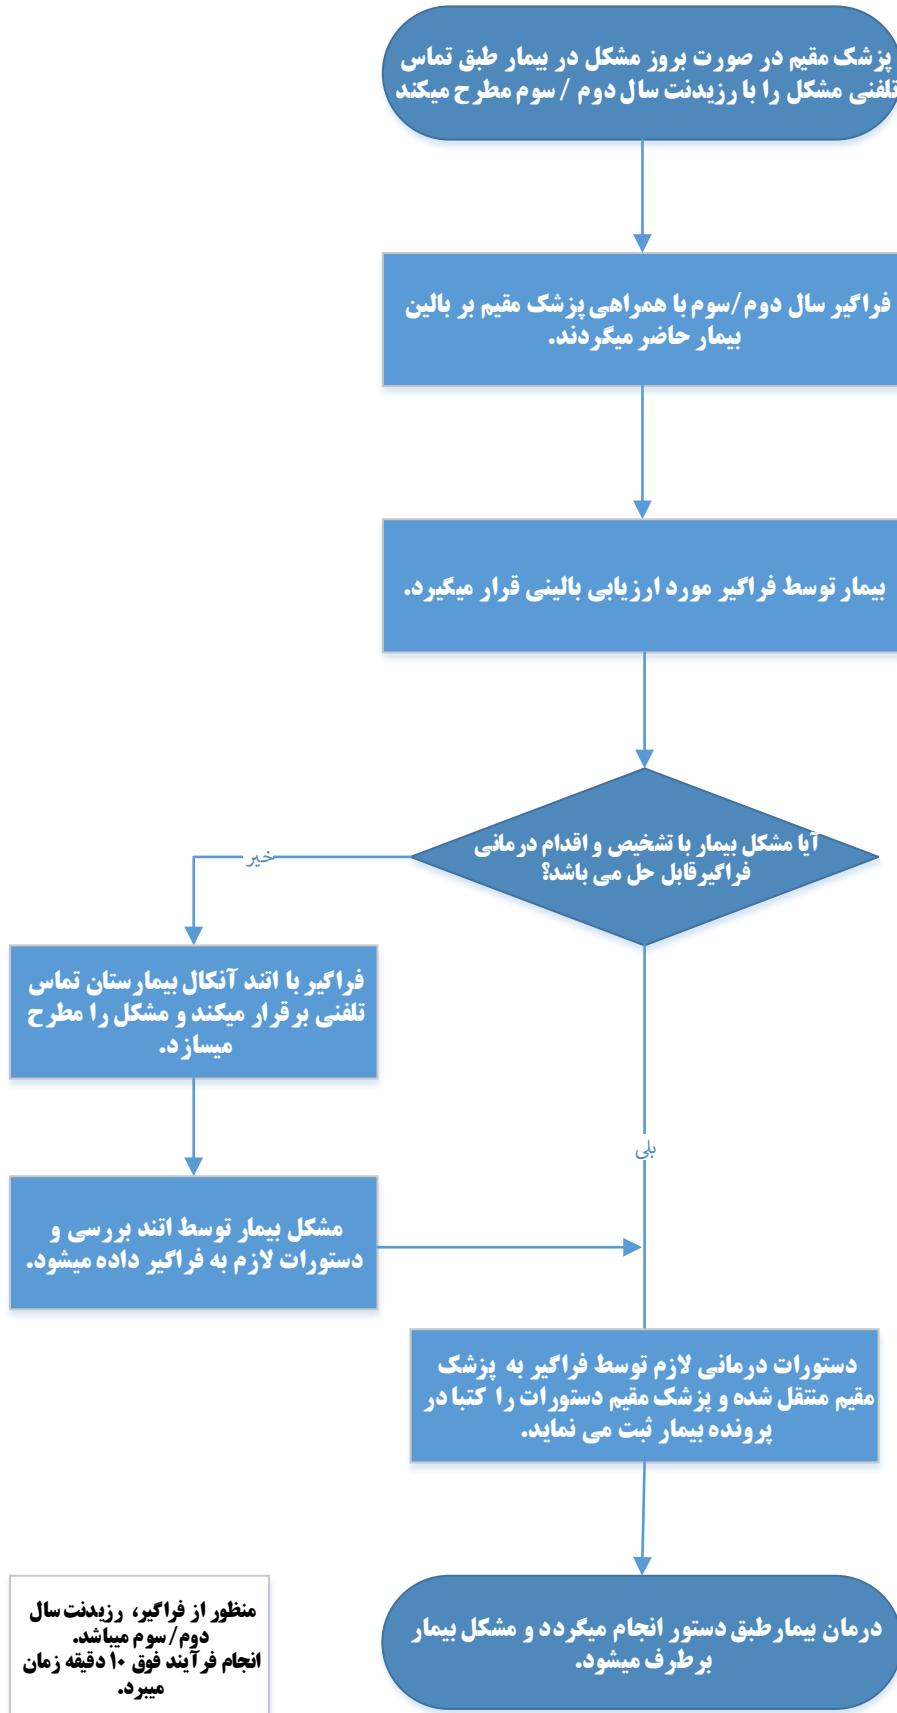 پزشک مقیم در صورت بروز مشکل در بیمار طبق تماس
تلفنی مشکل را با رزیدنت سال دوم / سوم مطرح میکند
فراگیر سال دوم/سوم با همراهی پزشک مقیم بر بالین
بیمار حاضر میگردند.
بیمار توسط فراگیر مورد ارزیابی بالینی قرار میگیرد.
آیا مشکل بیمار با تشخیص و اقدام درمانی
فراگیرقابل حل می باشد؟
خیر
فراگیر با اتند آنکال بیمارستان تماس
تلفنی برقرار میکند و مشکل را مطرح
میسازد.
بلی
مشکل بیمار توسط اتند بررسی و
دستورات لازم به فراگیر داده میشود.
دستورات درمانی لازم توسط فراگیر به پزشک
مقیم منتقل شده و پزشک مقیم دستورات را کتبا در
پرونده بیمار ثبت می نماید.
درمان بیمارطبق دستور انجام میگردد و مشکل بیمار
برطرف میشود.
منظور از فراگیر، رزیدنت سال
دوم/سوم میباشد.
انجام فرآیند فوق ۱۰ دقیقه زمان
میبرد.